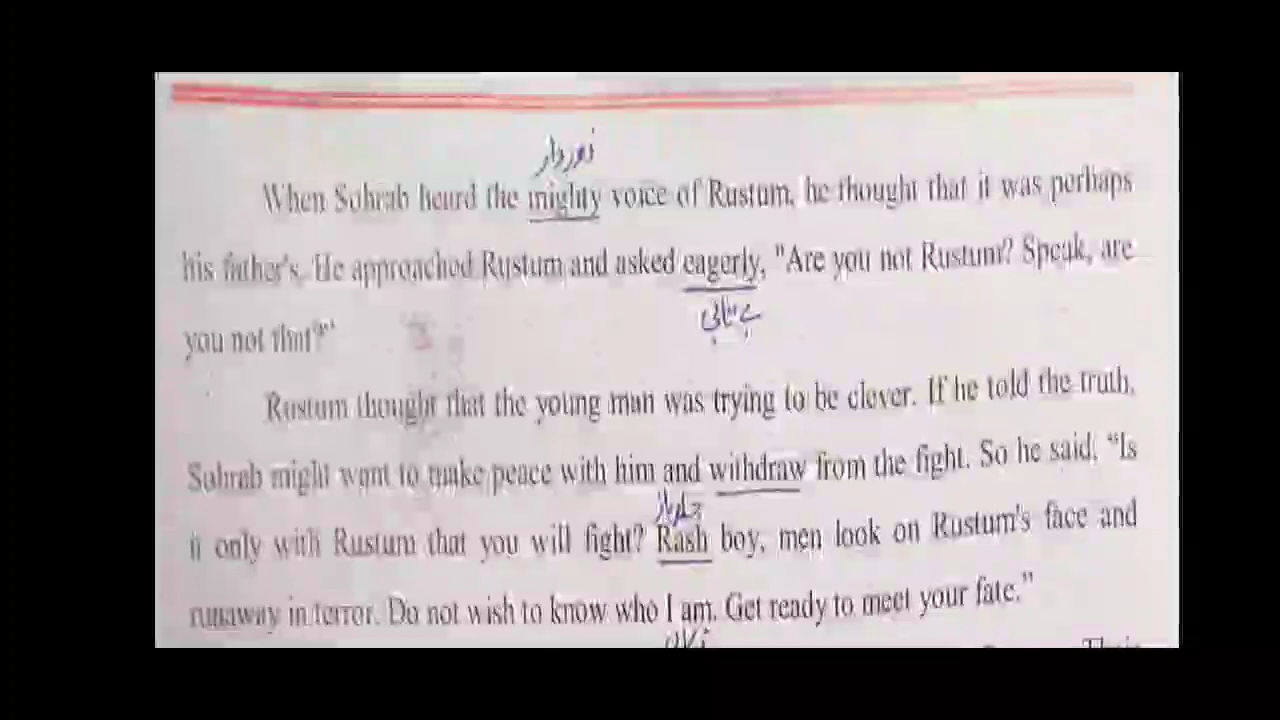 زوردار
When Sohrab heard the mighty voice of Rustum, he thought that it was perhaps
his father's. He approached Rustum and asked eagerly, "Are you not Rustum? Speak, are
you not that?"
بے تابی
Rustum thought that the young man was trying to be clever. If he told the truth,
Sohrab might want to make peace with him and withdraw from the fight. So he said, “Is
جلد باز
it only with Rustum that you will fight? Rash boy, men look on Rustum's face and
runaway in terror. Do not wish to know who I am. Get ready to meet your fate.”